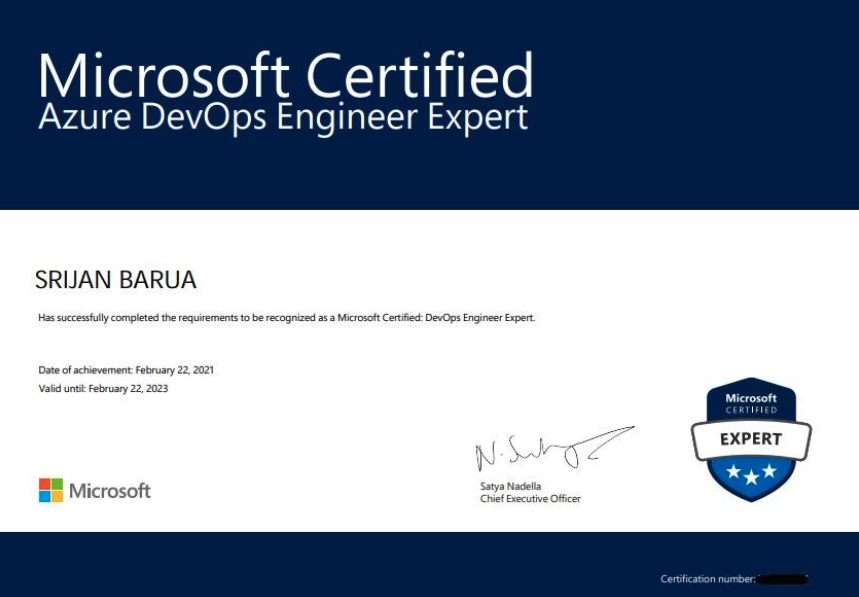 Microsoft Certified
Azure DevOps Engineer Expert
SRIJAN BARUA
Has successfully completed the requirements to be recognized as a Microsoft Certified: DevOps Engineer Expert.
Date of achievement: February 22, 2021
Valid until: February 22, 2023
Microsoft
CERTIFIED
EXPERT
Satya Nadella
Chief Executive Officer
Microsoft
Certification number: